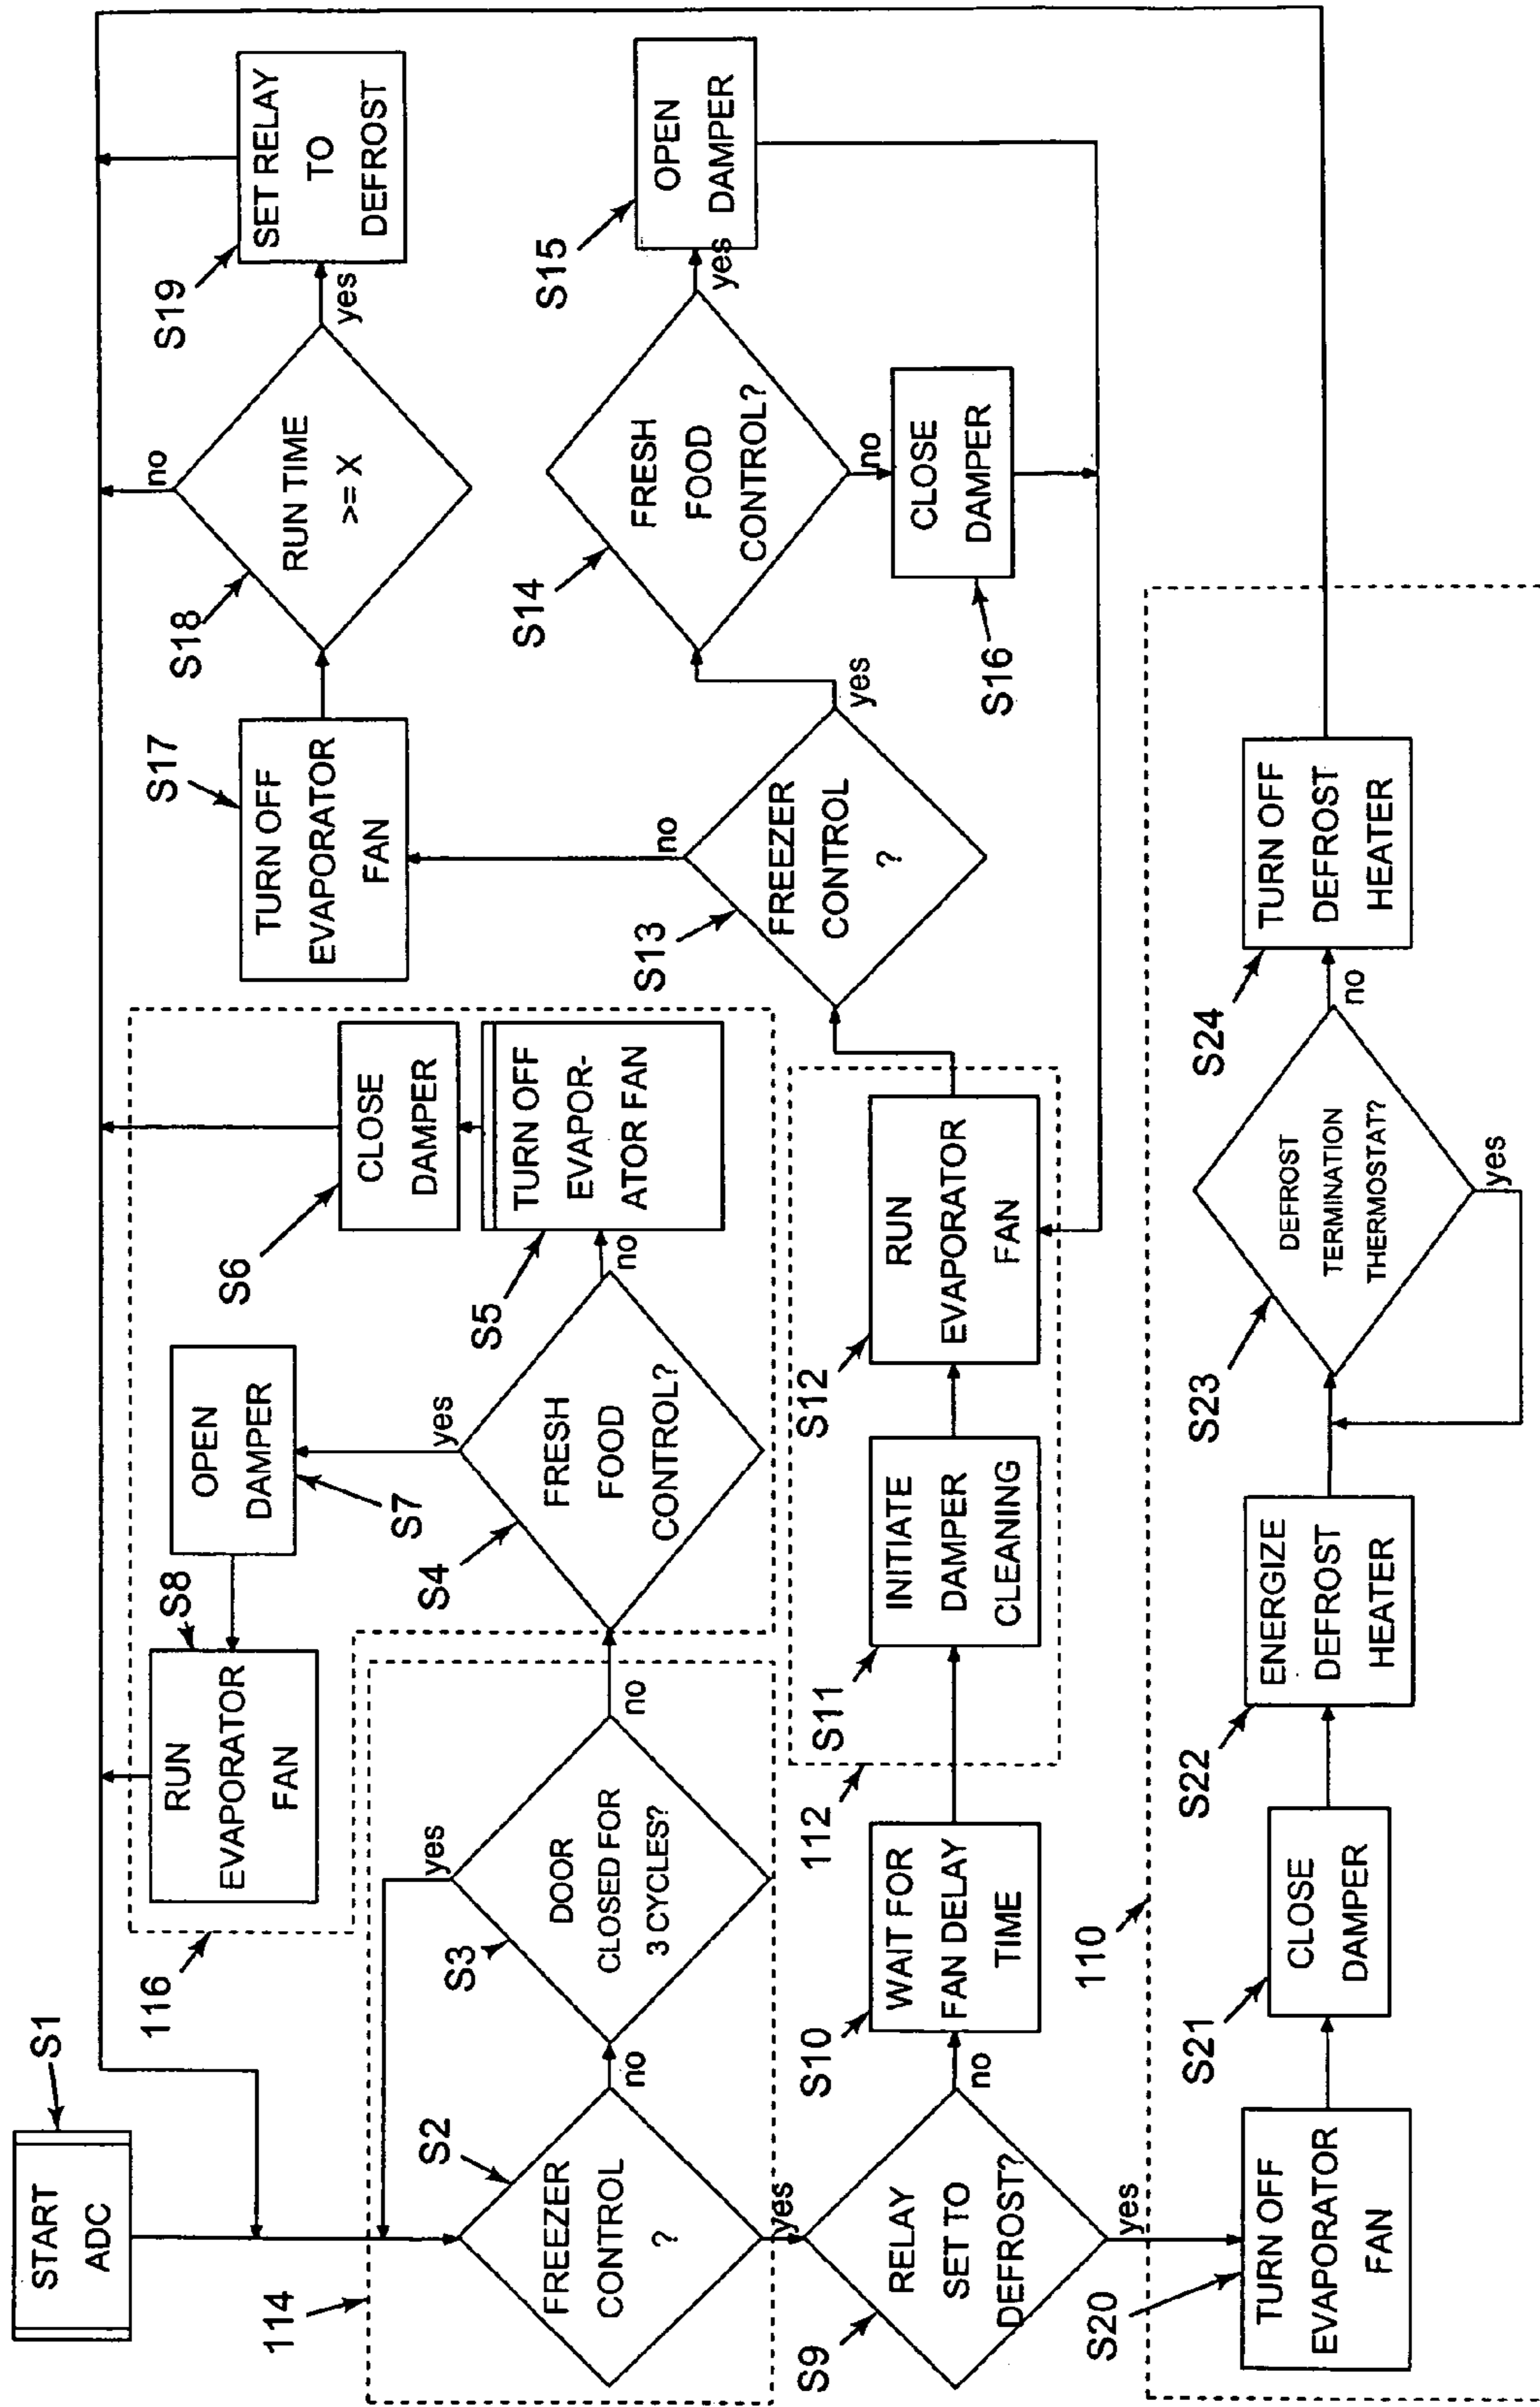 START
ADC
S1
114
FREEZER
CONTROL
?
S2
no
yes
DOOR
CLOSED FOR
3 CYCLES?
S3
yes
no
116
FRESH
FOOD
CONTROL?
S4
yes
no
OPEN
DAMPER
S7
RUN
EVAPORATOR
FAN
S8
TURN OFF
EVAPOR-
ATOR FAN
S5
CLOSE
DAMPER
S6
RELAY
SET TO
DEFROST?
S9
no
yes
WAIT FOR
FAN DELAY
TIME
S10
112
INITIATE
DAMPER
CLEANING
S11
RUN
EVAPORATOR
FAN
S12
FREEZER
CONTROL
?
S13
no
yes
TURN OFF
EVAPORATOR
FAN
S17
RUN TIME
>= X
S18
no
yes
SET RELAY
TO
DEFROST
S19
FRESH
FOOD
CONTROL?
S14
yes
no
OPEN
DAMPER
S15
CLOSE
DAMPER
S16
110
TURN OFF
EVAPORATOR
FAN
S20
CLOSE
DAMPER
S21
ENERGIZE
DEFROST
HEATER
S22
DEFROST
TERMINATION
THERMOSTAT?
S23
yes
no
TURN OFF
DEFROST
HEATER
S24